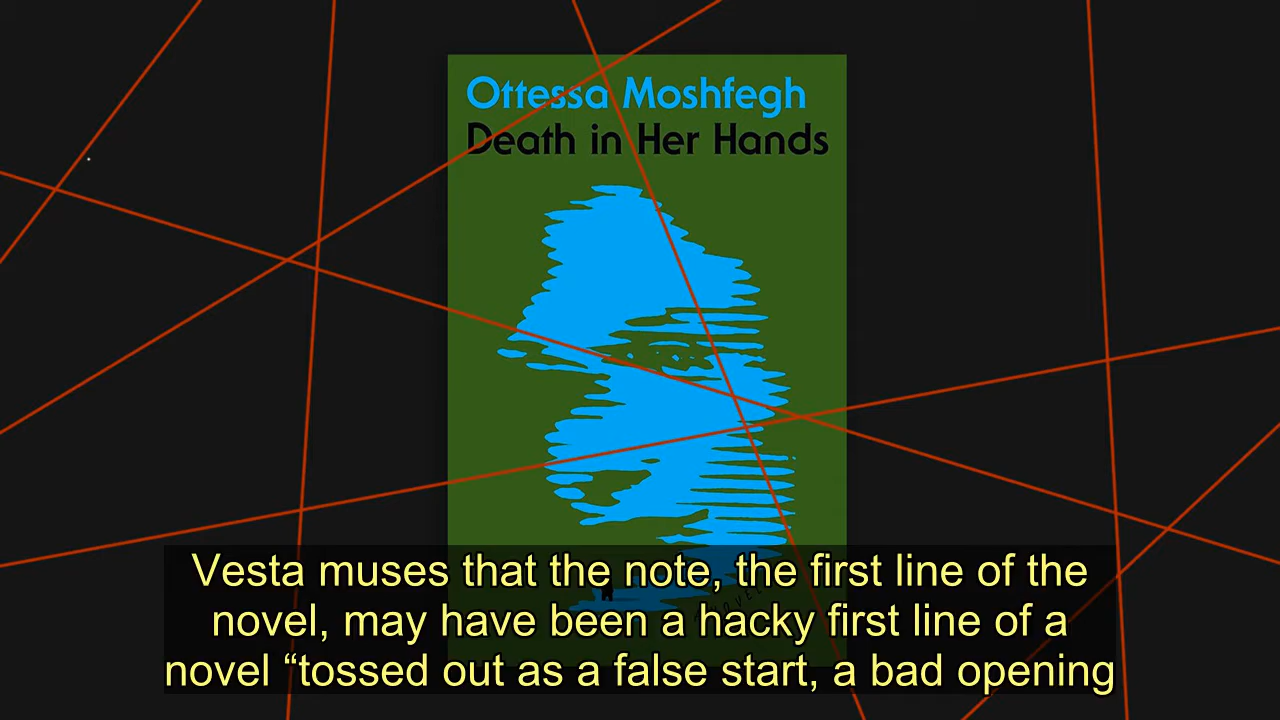 Ottessa Moshfegh
Death in Her Hands
Vesta muses that the note, the first line of the
novel, may have been a hacky first line of a
novel “tossed out as a false start, a bad opening